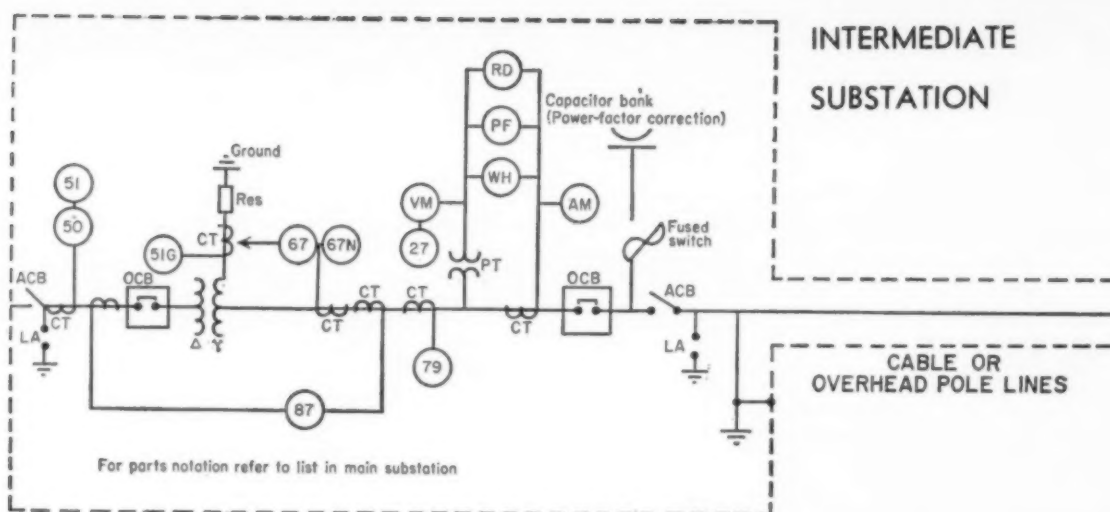 INTERMEDIATE
SUBSTATION
RD
Capacitor bank
(Power-factor correction)
PF
Ground
WH
51
Res
VM
AM
50
CT
67
67N
27
Fused
switch
51G
PT
ACB
OCB
CT
CT
OCB
ACB
CT
CT
CT
LA
Δ Y
79
LA
CABLE OR
OVERHEAD POLE LINES
87
For parts notation refer to list in main substation